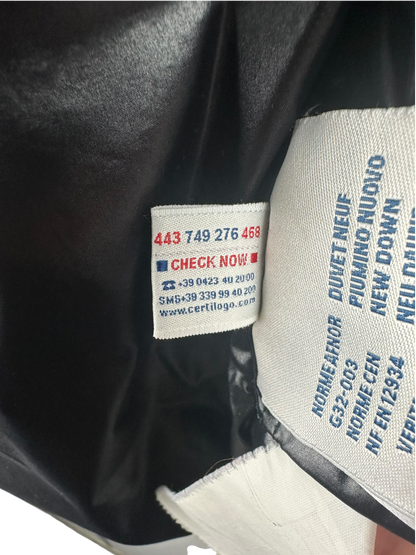 443 749 276 468
CHECK NOW
☎ +39 0423 40 20 00
SMS+39 339 99 40 200
www.certilogo.com
DUVET NEUF
PIUMINO NUOVO
NEW DOWN
NORME AFNOR
G32-003
NORME CEN
NF EN 12934